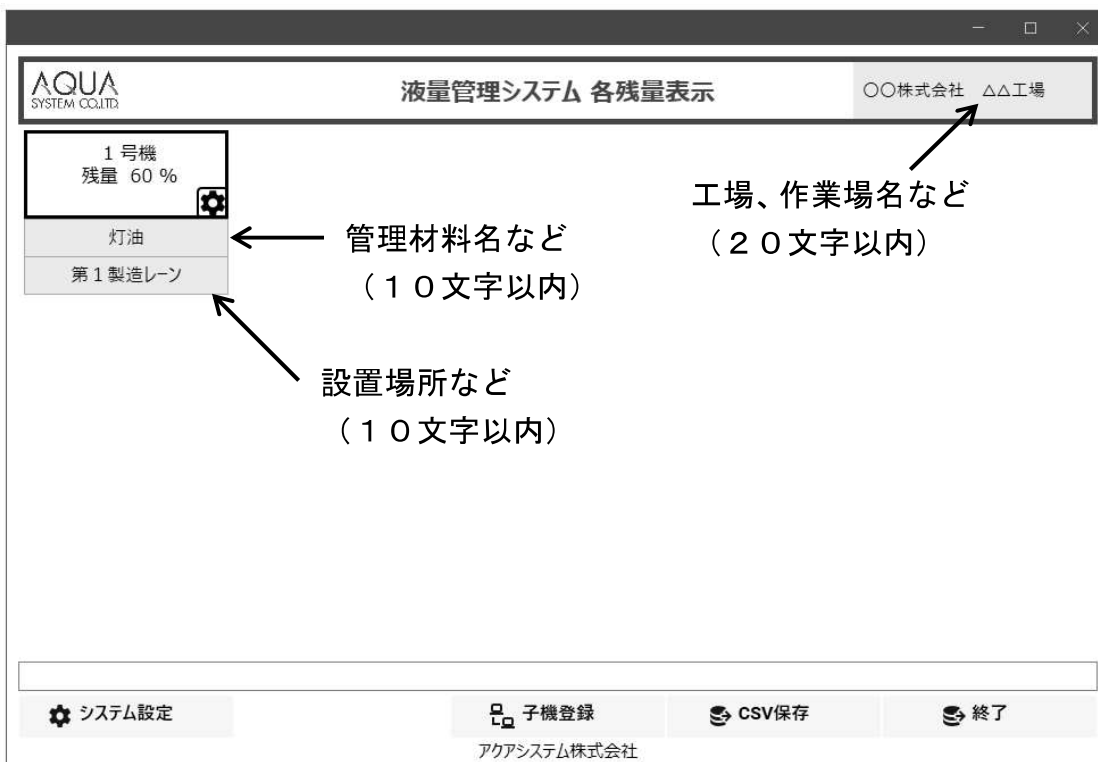 AQUA
SYSTEM CO.,LTD.
液量管理システム 各残量表示
〇〇株式会社　△△工場
1 号機
残量 60 %
灯油
第１製造レーン
工場、作業場名など
（２０文字以内）
管理材料名など
（１０文字以内）
設置場所など
（１０文字以内）
システム設定
子機登録
CSV保存
終了
アクアシステム株式会社